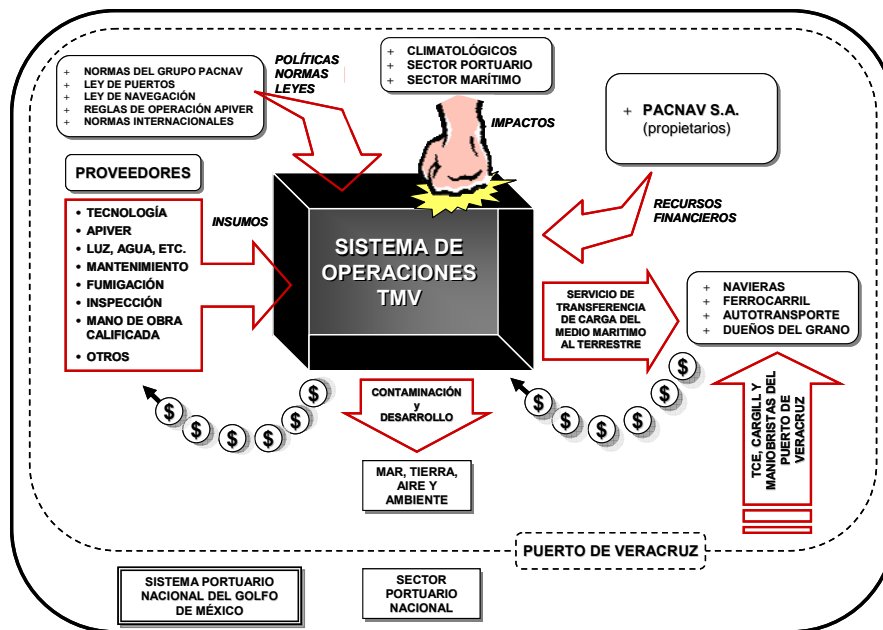 + NORMAS DEL GRUPO PACNAV
+ LEY DE PUERTOS
+ LEY DE NAVEGACIÓN
+ REGLAS DE OPERACIÓN APIVER
+ NORMAS INTERNACIONALES
POLÍTICAS
NORMAS
LEYES
+ CLIMATOLÓGICOS
+ SECTOR PORTUARIO
+ SECTOR MARÍTIMO
IMPACTOS
+ PACNAV S.A.
(propietarios)
RECURSOS
FINANCIEROS
PROVEEDORES
• TECNOLOGÍA
• APIVER
• LUZ, AGUA, ETC.
• MANTENIMIENTO
• FUMIGACIÓN
• INSPECCIÓN
• MANO DE OBRA
CALIFICADA
• OTROS
INSUMOS
SISTEMA DE
OPERACIONES
TMV
SERVICIO DE
TRANSFERENCIA
DE CARGA DEL
MEDIO MARITIMO
AL TERRESTRE
+ NAVIERAS
+ FERROCARRIL
+ AUTOTRANSPORTE
+ DUEÑOS DEL GRANO
$ $ $ $ $ $
CONTAMINACIÓN
y
DESARROLLO
$ $ $ $ $ $
TCE, CARGILL Y
MANIOBRISTAS DEL
PUERTO DE
VERACRUZ
MAR, TIERRA,
AIRE Y
AMBIENTE
PUERTO DE VERACRUZ
SISTEMA PORTUARIO
NACIONAL DEL GOLFO
DE MÉXICO
SECTOR
PORTUARIO
NACIONAL